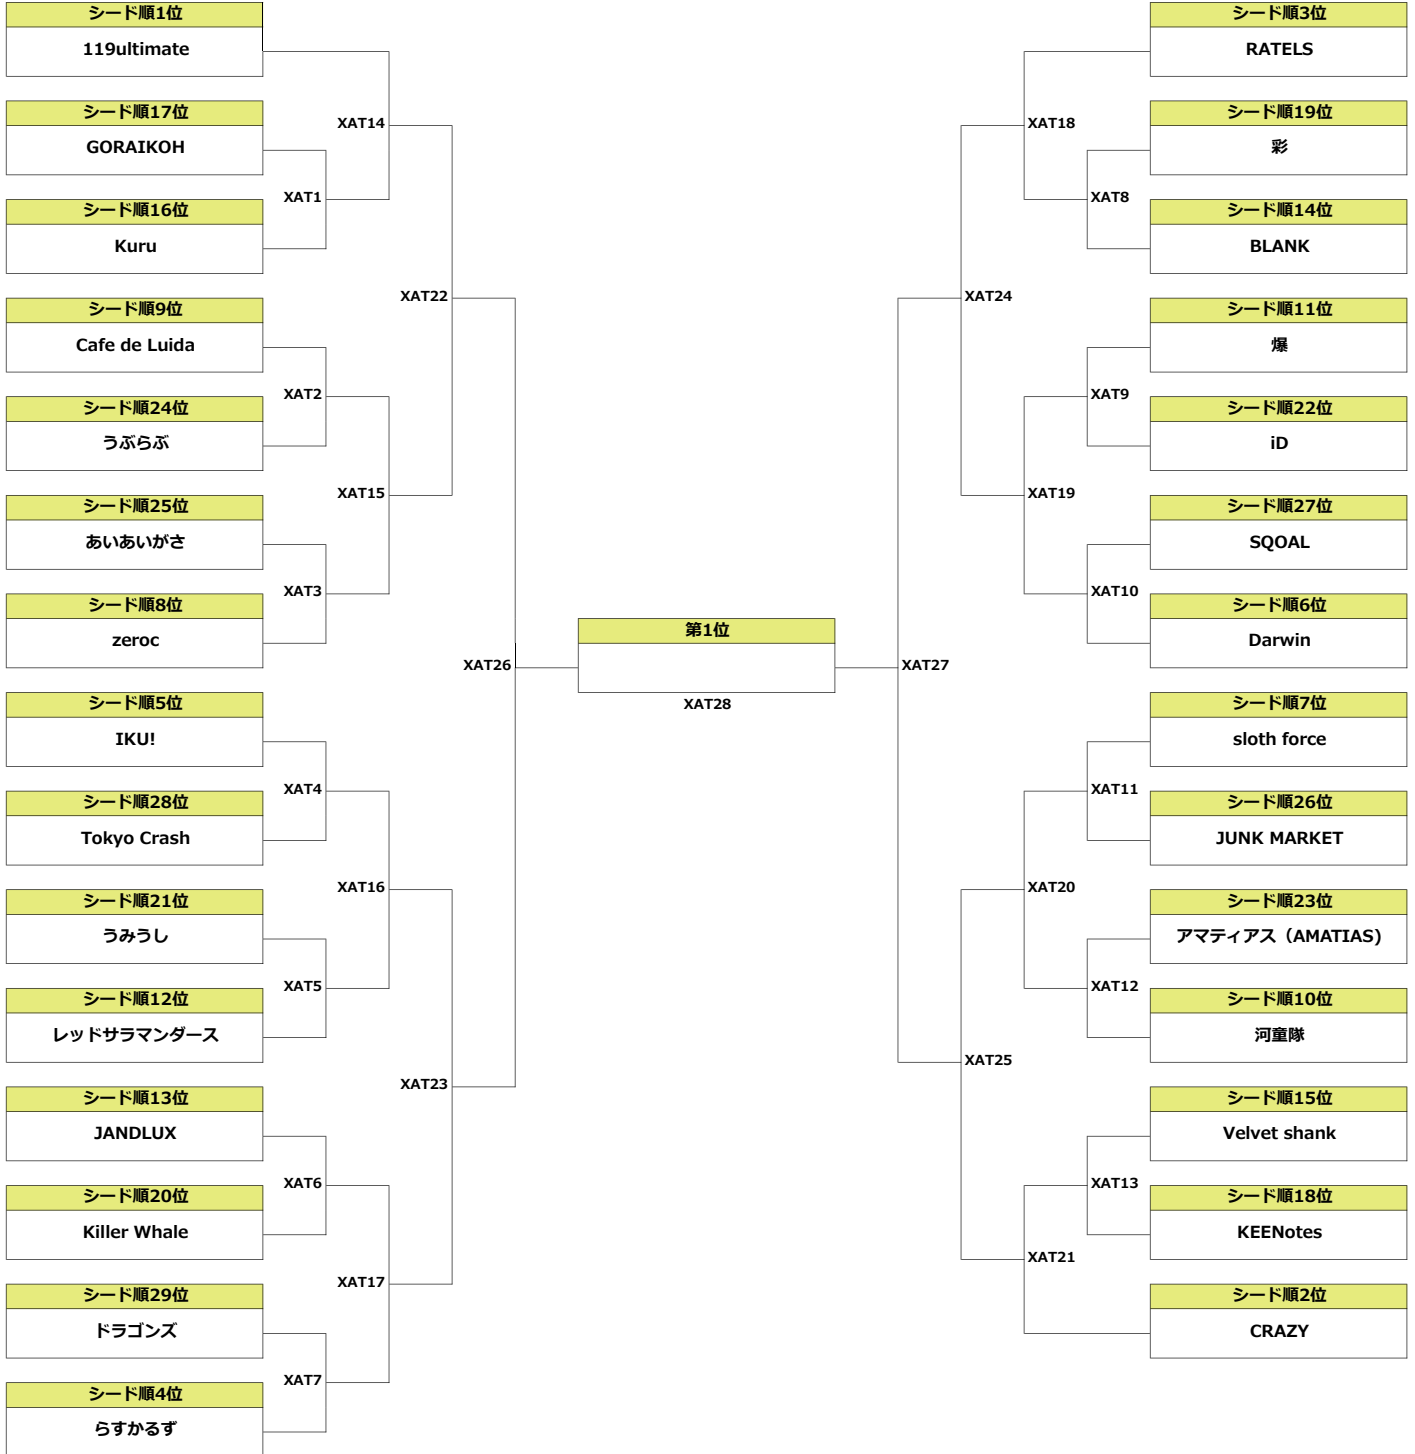 シード順1位
119ultimate
シード順17位
GORAIKOH
シード順16位
Kuru
シード順9位
Cafe de Luida
シード順24位
うぶらぶ
シード順25位
あいあいがさ
シード順8位
zeroc
シード順5位
IKU!
シード順28位
Tokyo Crash
シード順21位
うみうし
シード順12位
レッドサラマンダース
シード順13位
JANDLUX
シード順20位
Killer Whale
シード順29位
ドラゴンズ
シード順4位
らすかるず
XAT1
XAT2
XAT3
XAT4
XAT5
XAT6
XAT7
XAT14
XAT15
XAT16
XAT17
XAT22
XAT23
XAT26
第1位
XAT28
XAT27
XAT24
XAT25
XAT18
XAT19
XAT20
XAT21
XAT8
XAT9
XAT10
XAT11
XAT12
XAT13
シード順3位
RATELS
シード順19位
彩
シード順14位
BLANK
シード順11位
爆
シード順22位
iD
シード順27位
SQOAL
シード順6位
Darwin
シード順7位
sloth force
シード順26位
JUNK MARKET
シード順23位
アマティアス（AMATIAS)
シード順10位
河童隊
シード順15位
Velvet shank
シード順18位
KEENotes
シード順2位
CRAZY